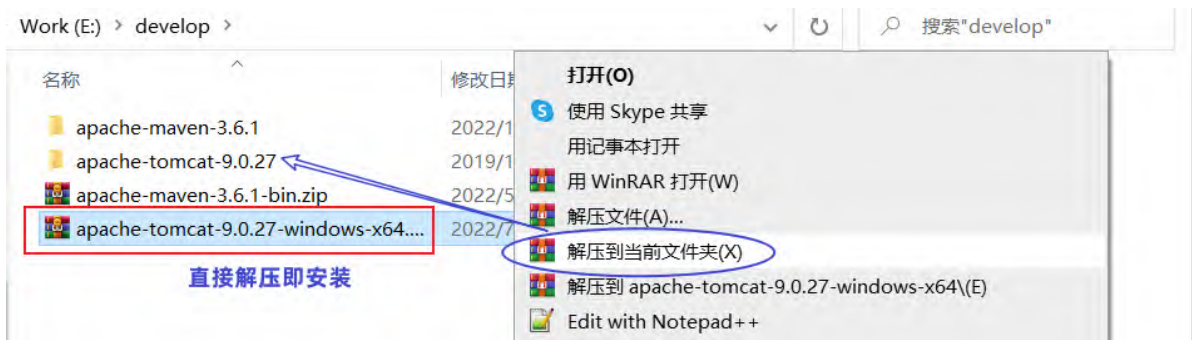 Work (E:) > develop >
搜索"develop"
名称
修改日期
apache-maven-3.6.1
2022/1
apache-tomcat-9.0.27
2019/1
apache-maven-3.6.1-bin.zip
2022/5
apache-tomcat-9.0.27-windows-x64....
2022/7
直接解压即安装
打开(O)
使用 Skype 共享
用记事本打开
用 WinRAR 打开(W)
解压文件(A)...
解压到当前文件夹(X)
解压到 apache-tomcat-9.0.27-windows-x64\(E)
Edit with Notepad++